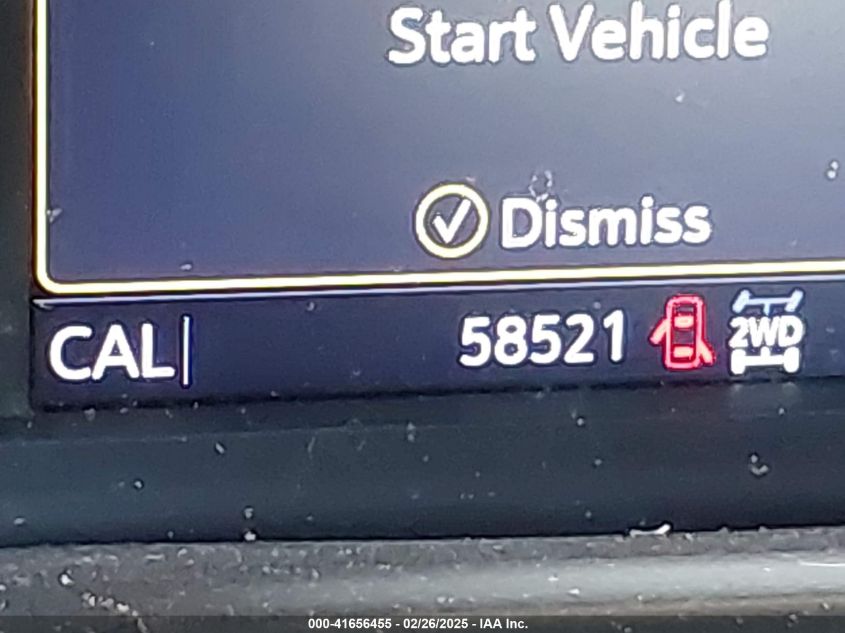 Start Vehicle
Dismiss
CAL 58521 2WD
000-41656455 - 02/26/2025 - IAA Inc.